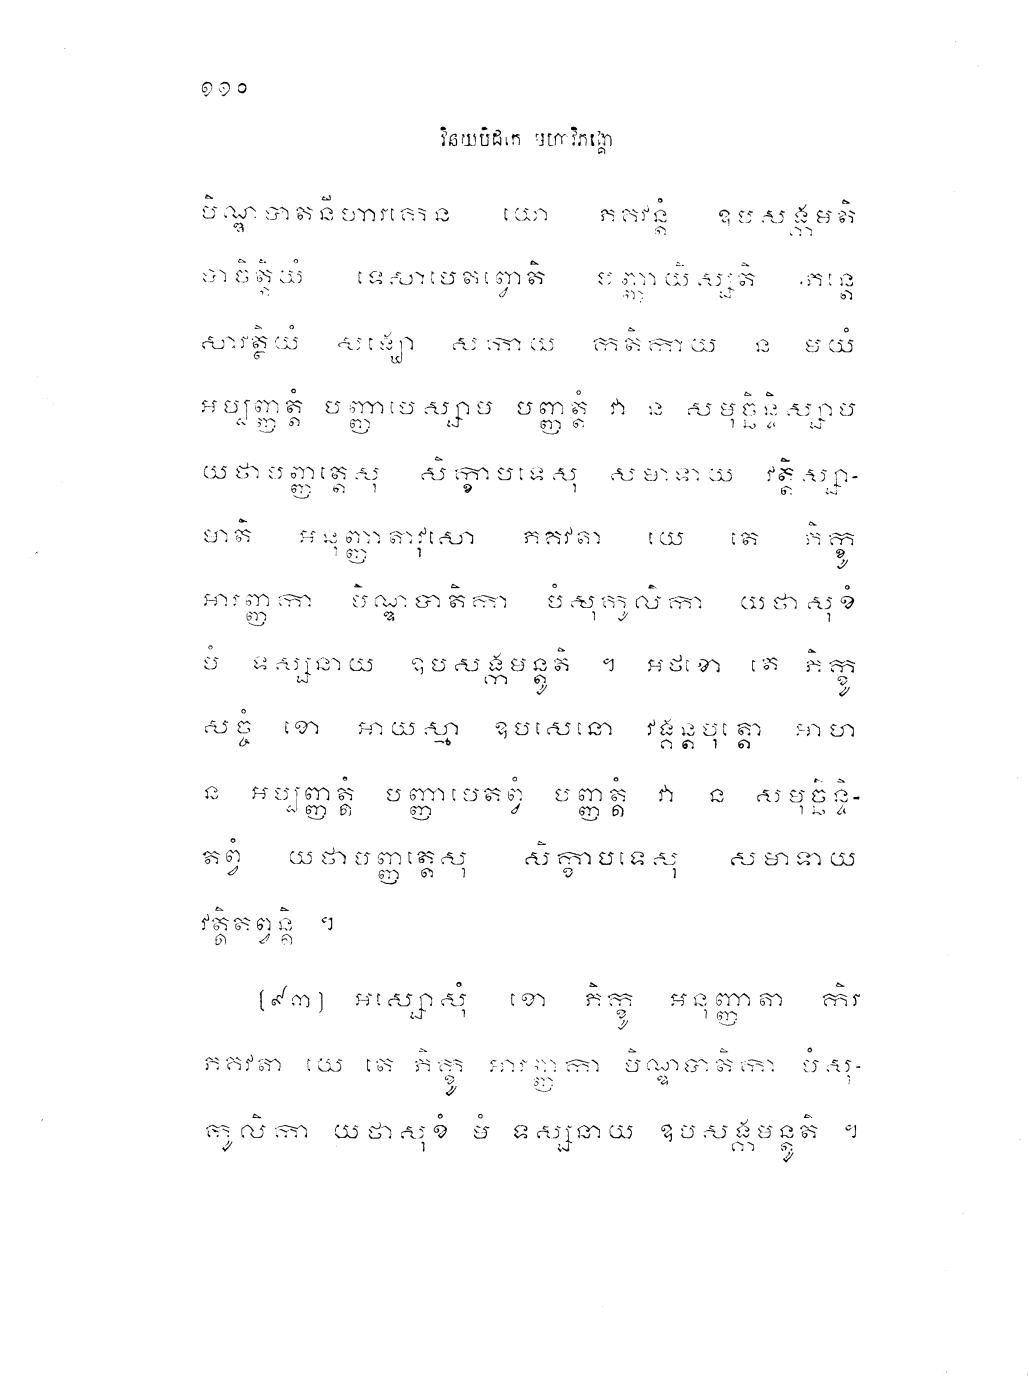 ១១០
វិនយបិដកេ មហាវិភង្គោ
បិណ្ឌបាតនីហារកេន យោ ភគវន្តំ ឧបសង្កមតិ
បាចិត្តិយំ ទេសាបេតព្វោតិ បញ្ញាយិស្សតិ ភន្តេ
សាវត្ថិយំ សង្ឃោ សកាយ កតិកាយ ន មយំ
អប្បញ្ញត្តំ បញ្ញាបេស្សាម បញ្ញត្តំ វា ន សមុច្ឆិន្ទិស្សាម
យថាបញ្ញត្តេសុ សិក្ខាបទេសុ សមាទាយ វត្តិស្សា-
មាតិ អនុញ្ញាតាវុសោ ភគវតា យេ តេ ភិក្ខូ
អារញ្ញកា បិណ្ឌបាតិកា បំសុកូលិកា យថាសុខំ
មំ ទស្សនាយ ឧបសង្កមន្តូតិ ។ អថខោ តេ ភិក្ខូ
សច្ចំ ខោ អាយស្មា ឧបសេនោ វង្គន្តបុត្តោ អាហ
ន អប្បញ្ញត្តំ បញ្ញាបេតព្វំ បញ្ញត្តំ វា ន សមុច្ឆិន្ទិ-
តព្វំ យថាបញ្ញត្តេសុ សិក្ខាបទេសុ សមាទាយ
វត្តិតព្វន្តិ ។
(៩៣) អស្សោសុំ ខោ ភិក្ខូ អនុញ្ញាតា កិរ
ភគវតា យេ តេ ភិក្ខូ អារញ្ញកា បិណ្ឌបាតិកា បំសុ-
កូលិកា យថាសុខំ មំ ទស្សនាយ ឧបសង្កមន្តូតិ ។